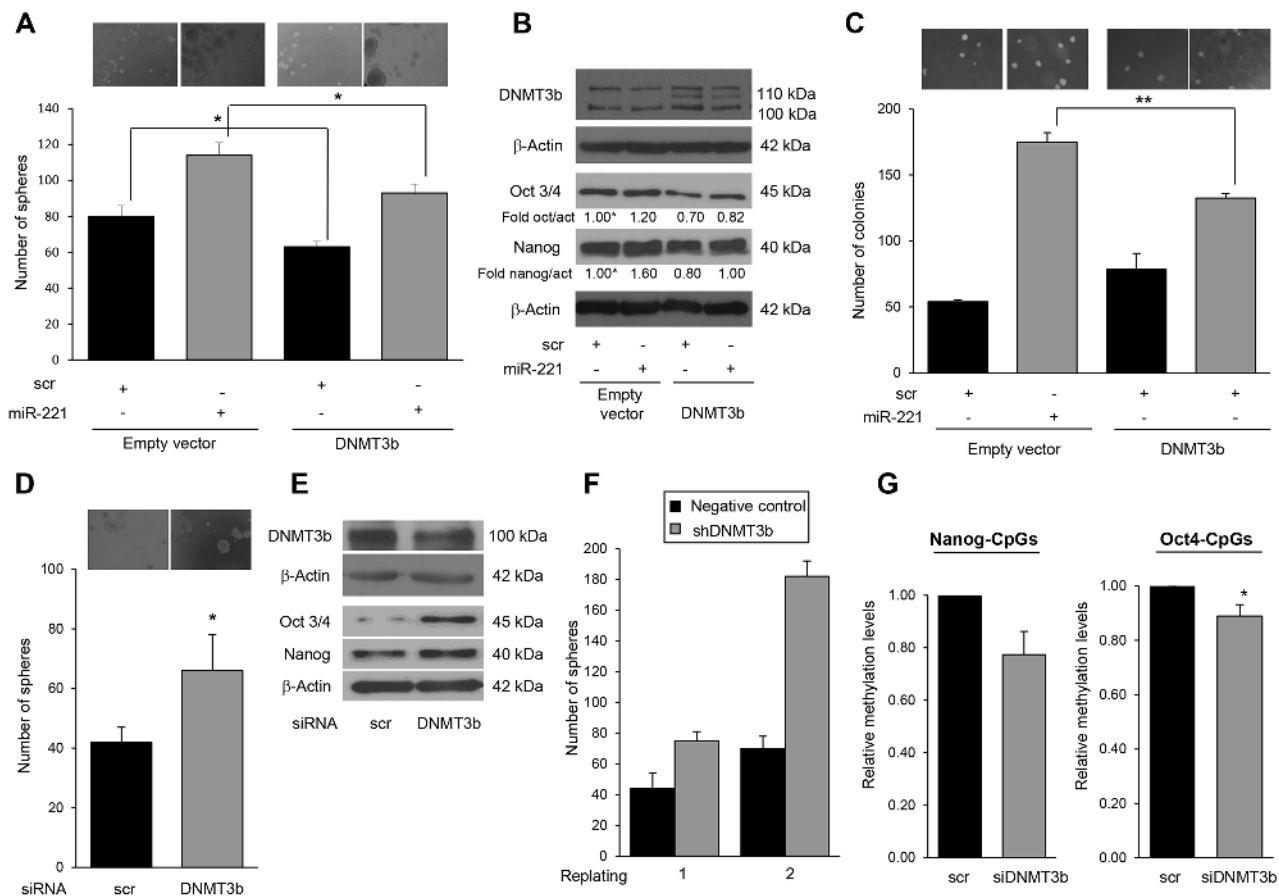 A
140
120
100
80
60
40
20
0
Number of spheres
*
*
scr + - + -
miR-221 - + - +
Empty vector DNMT3b
B
DNMT3b 110 kDa
100 kDa
β-Actin 42 kDa
Oct 3/4 45 kDa
Fold oct/act 1.00* 1.20 0.70 0.82
Nanog 40 kDa
Fold nanog/act 1.00* 1.60 0.80 1.00
β-Actin 42 kDa
scr + - + -
miR-221 - + - +
Empty vector DNMT3b
C
200
150
100
50
0
Number of colonies
**
scr + - + +
miR-221 - + - -
Empty vector DNMT3b
D
100
80
60
40
20
0
Number of spheres
*
siRNA scr DNMT3b
E
DNMT3b 100 kDa
β-Actin 42 kDa
Oct 3/4 45 kDa
Nanog 40 kDa
β-Actin 42 kDa
siRNA scr DNMT3b
F
Negative control
shDNMT3b
200
180
160
140
120
100
80
60
40
20
0
Number of spheres
Replating 1 2
G
Nanog-CpGs
1.00
0.80
0.60
0.40
0.20
0.00
Relative methylation levels
scr siDNMT3b
Oct4-CpGs
1.00
0.80
0.60
0.40
0.20
0.00
Relative methylation levels
*
scr siDNMT3b